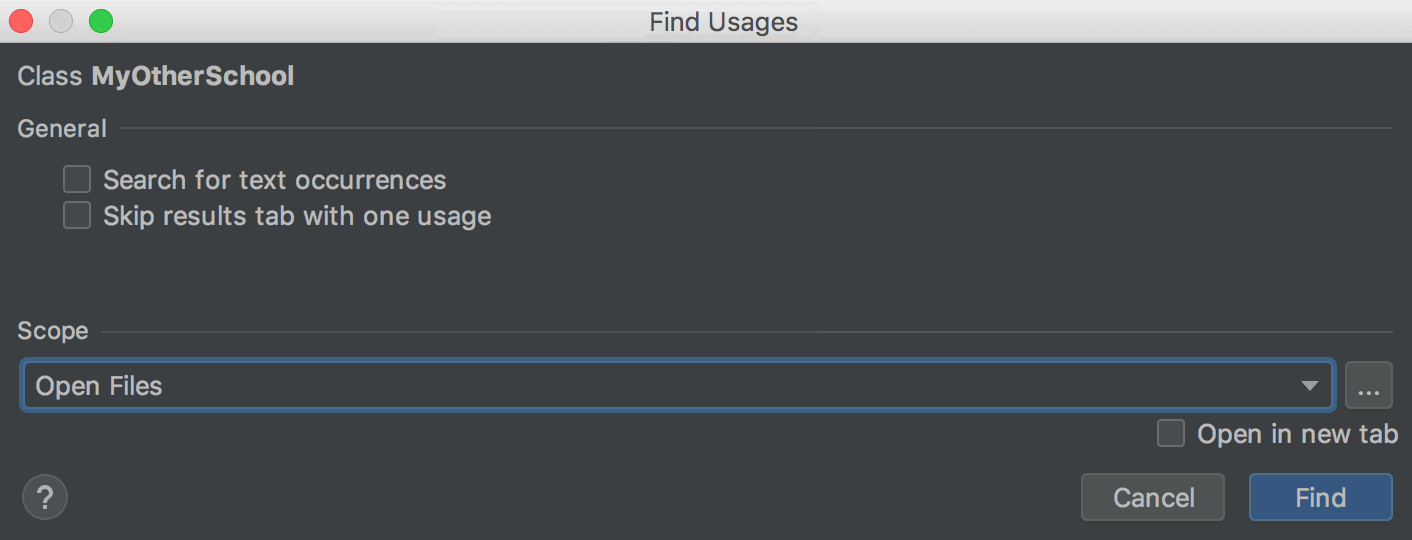 Find Usages
Class MyOtherSchool
General
Search for text occurrences
Skip results tab with one usage
Scope
Open Files
...
Open in new tab
?
Cancel
Find